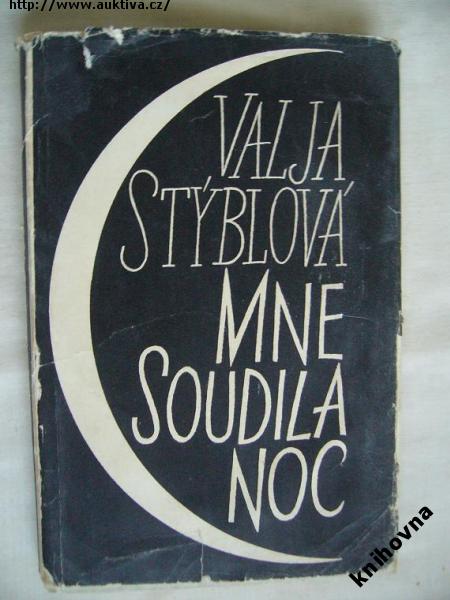 http://www.auktiva.cz/
VALJA
STÝBLOVÁ
MNE
SOUDILA
NOC
knihovna